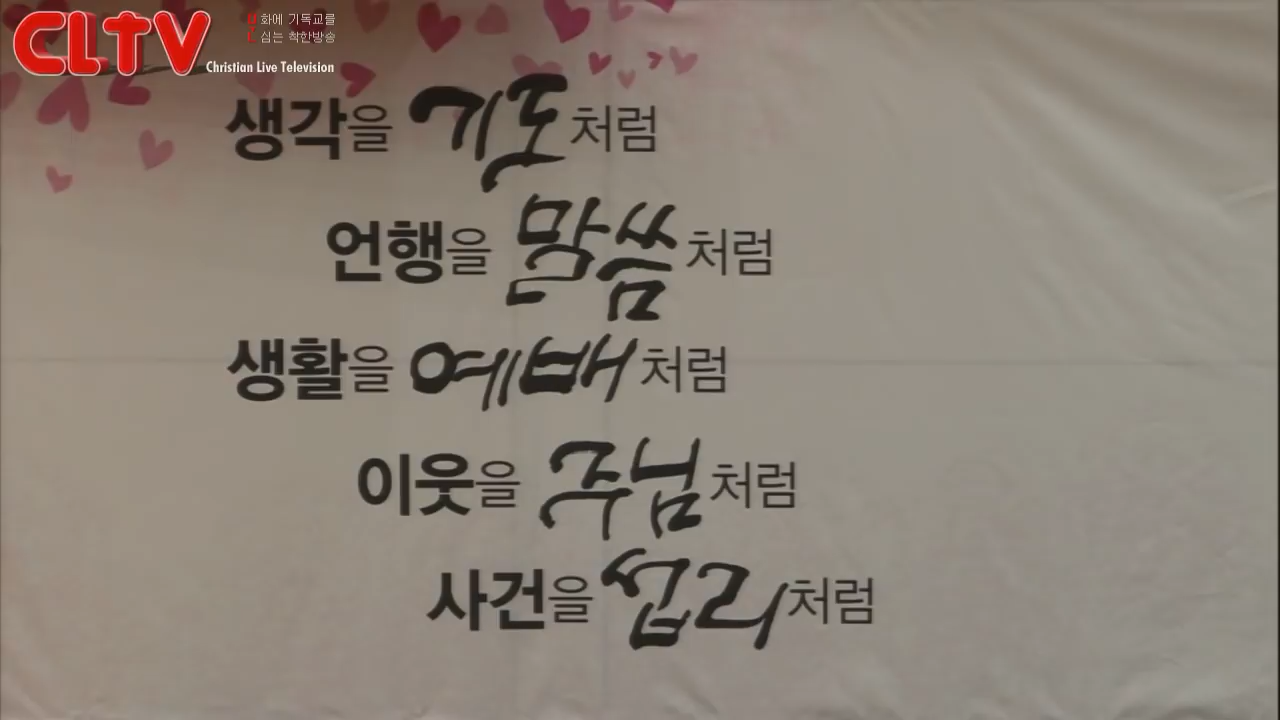 CLTV
화에 기독교를
심는 착한방송
Christian Live Television
생각을 기도처럼
언행을 말씀처럼
생활을 예배처럼
이웃을 주님처럼
사건을 섭리처럼